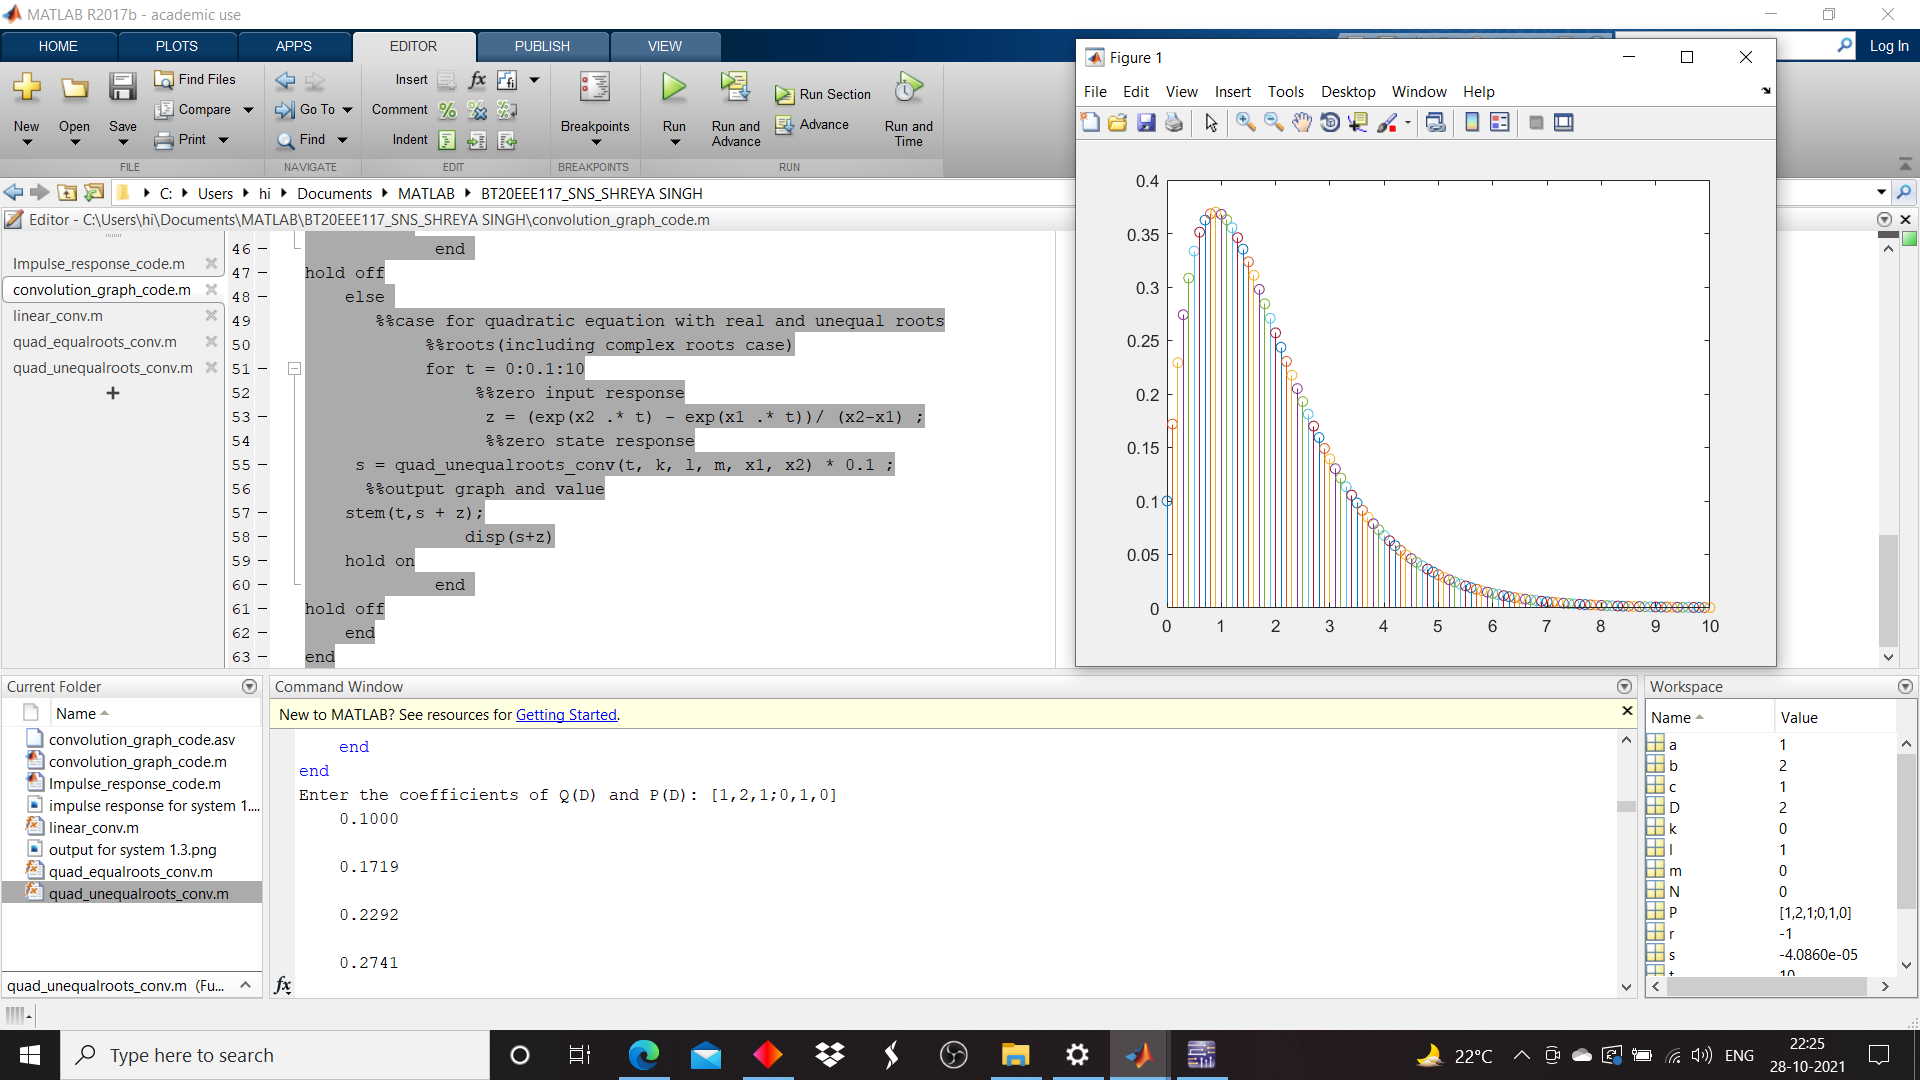 MATLAB R2017b - academic use
HOME PLOTS APPS EDITOR PUBLISH VIEW
Log In
New
Open
Save
Find Files
Compare
Print
FILE
Go To
Find
NAVIGATE
Insert
Comment
Indent
EDIT
Breakpoints
BREAKPOINTS
Run
Run and Advance
Run Section
Advance
Run and Time
RUN
C: Users hi Documents MATLAB BT20EEE117_SNS_SHREYA SINGH
Editor - C:\Users\hi\Documents\MATLAB\BT20EEE117_SNS_SHREYA SINGH\convolution_graph_code.m
Impulse_response_code.m
convolution_graph_code.m
linear_conv.m
quad_equalroots_conv.m
quad_unequalroots_conv.m
46 – end
47 – hold off
48 – else
49 %%case for quadratic equation with real and unequal roots
50 %%roots(including complex roots case)
51 – for t = 0:0.1:10
52 %%zero input response
53 – z = (exp(x2 .* t) - exp(x1 .* t))/ (x2-x1) ;
54 %%zero state response
55 – s = quad_unequalroots_conv(t, k, l, m, x1, x2) * 0.1 ;
56 %%output graph and value
57 – stem(t,s + z);
58 – disp(s+z)
59 – hold on
60 – end
61 – hold off
62 – end
63 – end
Figure 1
File Edit View Insert Tools Desktop Window Help
0.4
0.35
0.3
0.25
0.2
0.15
0.1
0.05
0
0 1 2 3 4 5 6 7 8 9 10
Current Folder
Name
convolution_graph_code.asv
convolution_graph_code.m
Impulse_response_code.m
impulse response for system 1....
linear_conv.m
output for system 1.3.png
quad_equalroots_conv.m
quad_unequalroots_conv.m
quad_unequalroots_conv.m (Fu...
Command Window
New to MATLAB? See resources for Getting Started.
end
end
Enter the coefficients of Q(D) and P(D): [1,2,1;0,1,0]
0.1000
0.1719
0.2292
0.2741
fx
Workspace
Name Value
a 1
b 2
c 1
D 2
k 0
l 1
m 0
N 0
P [1,2,1;0,1,0]
r -1
s -4.0860e-05
t 10
Type here to search
22°C
ENG
22:25
28-10-2021